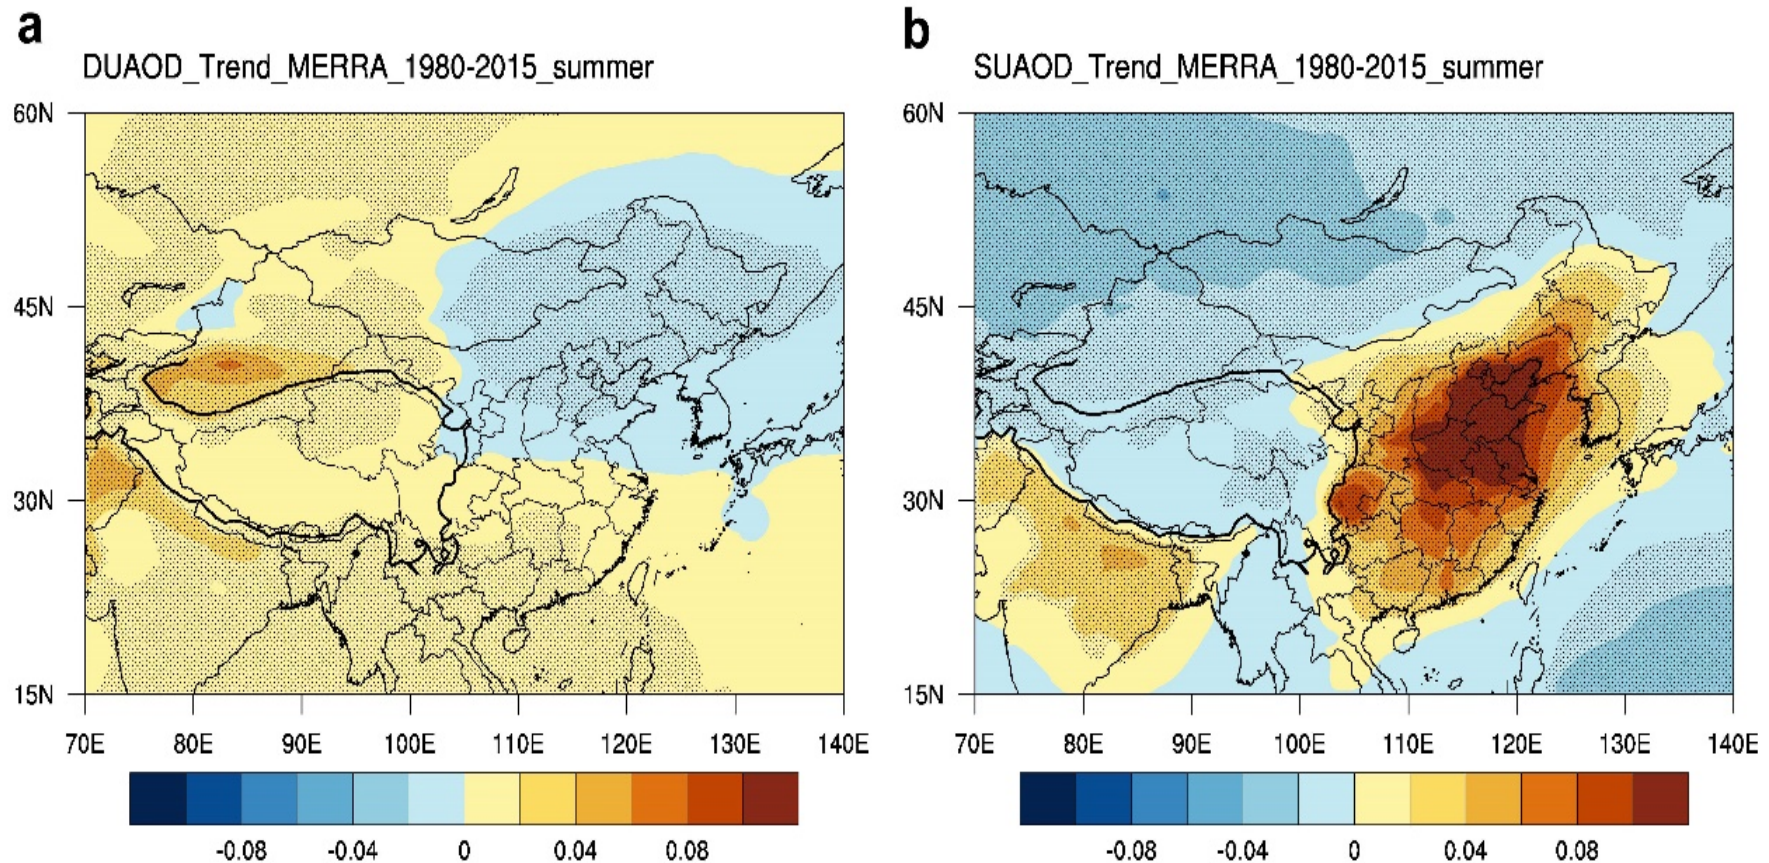 a
DUAOD_Trend_MERRA_1980-2015_summer
60N
45N
30N
15N
70E 80E 90E 100E 110E 120E 130E 140E
-0.08 -0.04 0 0.04 0.08
b
SUAOD_Trend_MERRA_1980-2015_summer
60N
45N
30N
15N
70E 80E 90E 100E 110E 120E 130E 140E
-0.08 -0.04 0 0.04 0.08